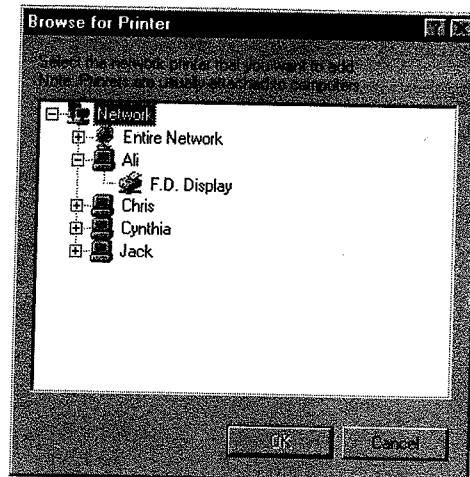 Browse for Printer
Select the network printer that you want to add.
Note: Printers are usually attached to computers.
Network
Entire Network
Ali
F.D. Display
Chris
Cynthia
Jack
OK
Cancel